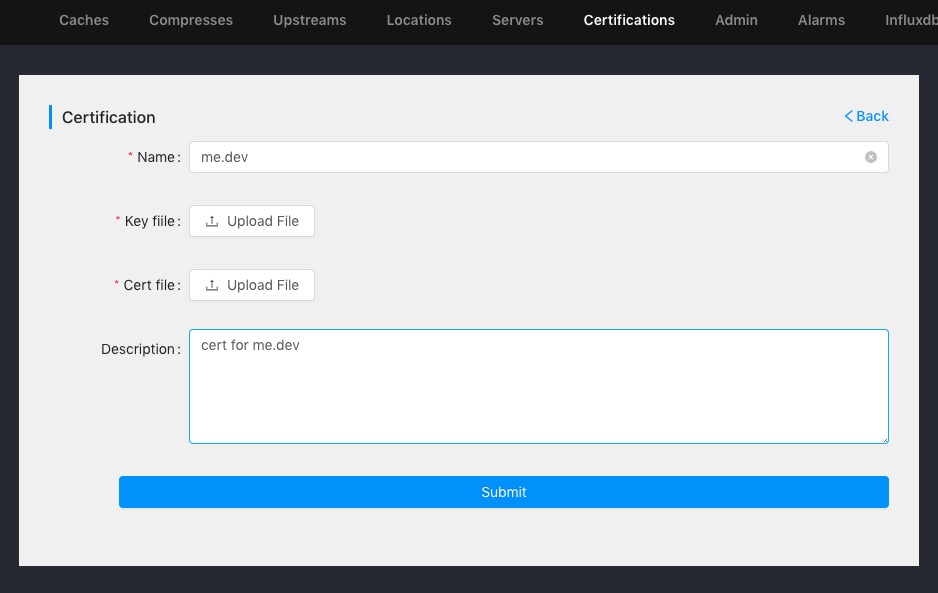 Caches Compresses Upstreams Locations Servers Certifications Admin Alarms Influxdb
Certification
Back
* Name:
me.dev
* Key fiile:
Upload File
* Cert file:
Upload File
Description:
cert for me.dev
Submit